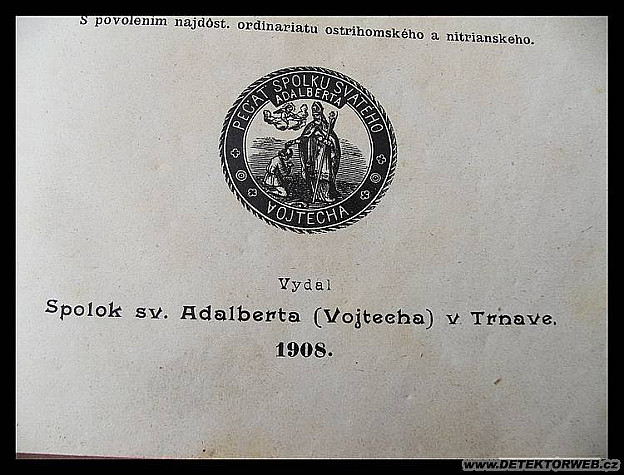 S povolením najdôst. ordinariatu ostrihomského a nitrianskeho.
PEČAŤ SPOLKU SVATÉHO
ADALBERTA
VOJTECHA
Vydal
Spolok sv. Adalberta (Vojtecha) v Trnave.
1908.
www.DETEKTORWEB.cz